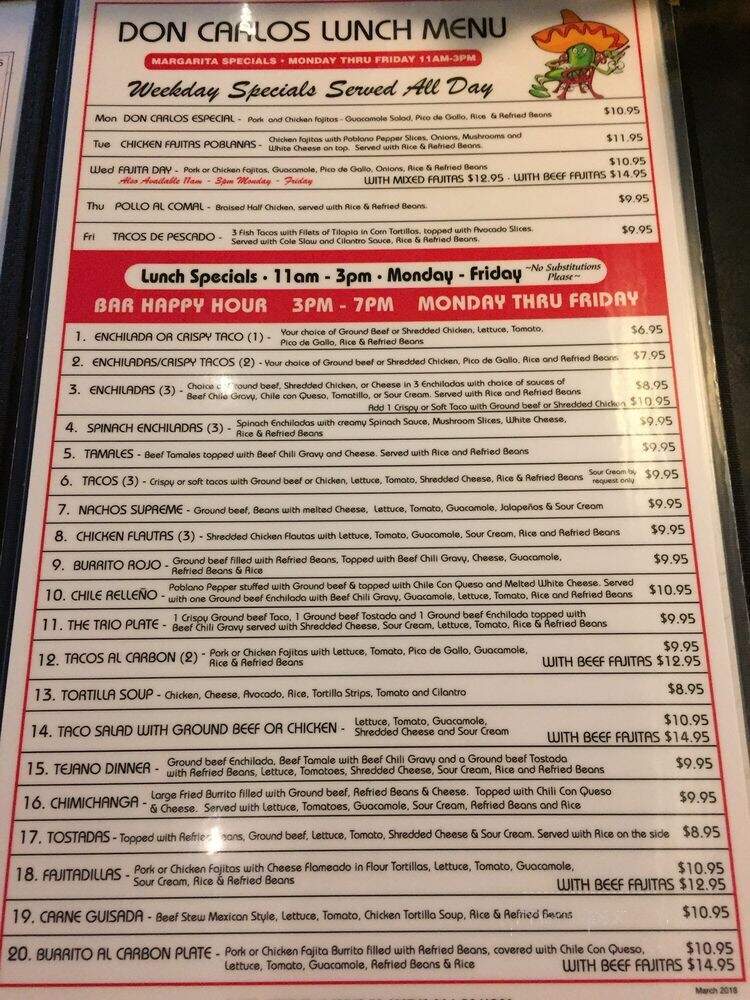 DON CARLOS LUNCH MENU
MARGARITA SPECIALS • MONDAY THRU FRIDAY 11AM-3PM
Weekday Specials Served All Day
Mon DON CARLOS ESPECIAL - Pork and Chicken fajitas - Guacamole Salad, Pico de Gallo, Rice & Refried Beans $10.95
Tue CHICKEN FAJITAS POBLANAS - Chicken fajitas with Poblano Pepper Slices, Onions, Mushrooms and $11.95
White Cheese on top. Served with Rice & Refried Beans.
Wed FAJITA DAY - Pork or Chicken Fajitas, Guacamole, Pico de Gallo, Onions, Rice & Refried Beans $10.95
Also Available 11am - 3pm Monday - Friday WITH MIXED FAJITAS $12.95 - WITH BEEF FAJITAS $14.95
Thu POLLO AL COMAL - Braised Half Chicken, served with Rice & Refried Beans. $9.95
Fri TACOS DE PESCADO - 3 Fish Tacos with Filets of Tilapia in Corn Tortillas, topped with Avocado Slices. $9.95
Served with Cole Slaw and Cilantro Sauce, Rice & Refried Beans.
Lunch Specials • 11am - 3pm • Monday - Friday ~No Substitutions
Please~
BAR HAPPY HOUR 3PM - 7PM MONDAY THRU FRIDAY
1. ENCHILADA OR CRISPY TACO (1) - Your choice of Ground Beef or Shredded Chicken, Lettuce, Tomato, $6.95
Pico de Gallo, Rice & Refried Beans
2. ENCHILADAS/CRISPY TACOS (2) - Your choice of Ground beef or Shredded Chicken, Pico de Gallo, Rice and Refried Beans $7.95
3. ENCHILADAS (3) - Choice of Ground beef, Shredded Chicken, or Cheese in 3 Enchiladas with choice of sauces of $8.95
Beef Chile Gravy, Chile con Queso, Tomatillo, or Sour Cream. Served with Rice and Refried Beans
Add 1 Crispy or Soft Taco with Ground beef or Shredded Chicken $10.95
4. SPINACH ENCHILADAS (3) - Spinach Enchiladas with creamy Spinach Sauce, Mushroom Slices, White Cheese, $9.95
Rice & Refried Beans
5. TAMALES - Beef Tamales topped with Beef Chili Gravy and Cheese. Served with Rice and Refried Beans $9.95
6. TACOS (3) - Crispy or soft tacos with Ground beef or Chicken, Lettuce, Tomato, Shredded Cheese, Rice & Refried Beans Sour Cream by $9.95
request only
7. NACHOS SUPREME - Ground beef, Beans with melted Cheese, Lettuce, Tomato, Guacamole, Jalapeños & Sour Cream $9.95
8. CHICKEN FLAUTAS (3) - Shredded Chicken Flautas with Lettuce, Tomato, Guacamole, Sour Cream, Rice and Refried Beans $9.95
9. BURRITO ROJO - Ground beef filled with Refried Beans, Topped with Beef Chili Gravy, Cheese, Guacamole, $9.95
Refried Beans & Rice
10. CHILE RELLEÑO - Poblano Pepper stuffed with Ground beef & topped with Chile Con Queso and Melted White Cheese. Served $10.95
with one Ground beef Enchilada with Beef Chili Gravy, Guacamole, Lettuce, Tomato, Rice and Refried Beans
11. THE TRIO PLATE - 1 Crispy Ground beef Taco, 1 Ground beef Tostada and 1 Ground beef Enchilada topped with $9.95
Beef Chili Gravy served with Shredded Cheese, Sour Cream, Lettuce, Tomato, Rice & Refried Beans
12. TACOS AL CARBON (2) - Pork or Chicken Fajitas with Lettuce, Tomato, Pico de Gallo, Guacamole, $9.95
Rice & Refried Beans WITH BEEF FAJITAS $12.95
13. TORTILLA SOUP - Chicken, Cheese, Avocado, Rice, Tortilla Strips, Tomato and Cilantro $8.95
14. TACO SALAD WITH GROUND BEEF OR CHICKEN - Lettuce, Tomato, Guacamole, $10.95
Shredded Cheese and Sour Cream WITH BEEF FAJITAS $14.95
15. TEJANO DINNER - Ground beef Enchilada, Beef Tamale with Beef Chili Gravy and a Ground beef Tostada $9.95
with Refried Beans, Lettuce, Tomatoes, Shredded Cheese, Sour Cream, Rice and Refried Beans
16. CHIMICHANGA - Large Fried Burrito filled with Ground beef, Refried Beans & Cheese. Topped with Chili Con Queso $9.95
& Cheese. Served with Lettuce, Tomatoes, Guacamole, Sour Cream, Refried Beans and Rice
17. TOSTADAS - Topped with Refried Beans, Ground beef, Lettuce, Tomato, Shredded Cheese & Sour Cream. Served with Rice on the side $8.95
18. FAJITADILLAS - Pork or Chicken Fajitas with Cheese Flameado in Flour Tortillas, Lettuce, Tomato, Guacamole, $10.95
Sour Cream, Rice & Refried Beans WITH BEEF FAJITAS $12.95
19. CARNE GUISADA - Beef Stew Mexican Style, Lettuce, Tomato, Chicken Tortilla Soup, Rice & Refried Beans $10.95
20. BURRITO AL CARBON PLATE - Pork or Chicken Fajita Burrito filled with Refried Beans, covered with Chile Con Queso, $10.95
Lettuce, Tomato, Guacamole, Refried Beans & Rice WITH BEEF FAJITAS $14.95
March 2018